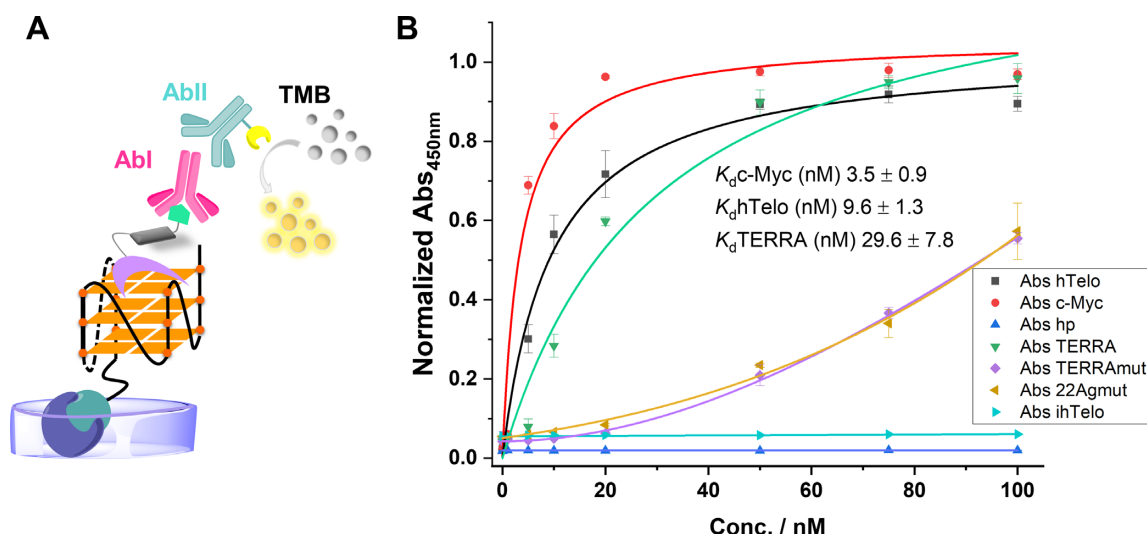 A
AbII
TMB
AbI
B
Normalized Abs450nm
1.0
0.8
0.6
0.4
0.2
0.0
Kdc-Myc (nM) 3.5 ± 0.9
KdhTelo (nM) 9.6 ± 1.3
KdTERRA (nM) 29.6 ± 7.8
Abs hTelo
Abs c-Myc
Abs hp
Abs TERRA
Abs TERRAmut
Abs 22Agmut
Abs ihTelo
0 20 40 60 80 100
Conc. / nM